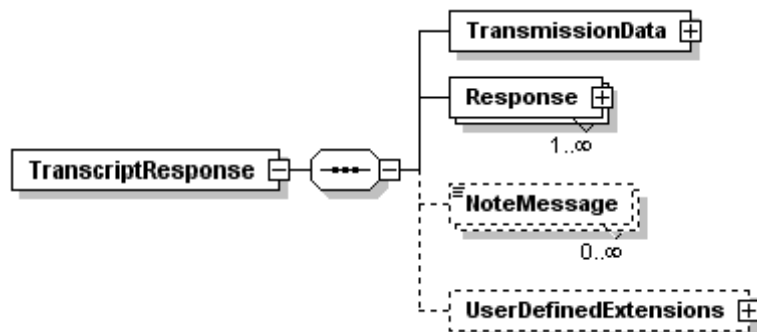 TransmissionData
Response
1..∞
TranscriptResponse
NoteMessage
0..∞
UserDefinedExtensions